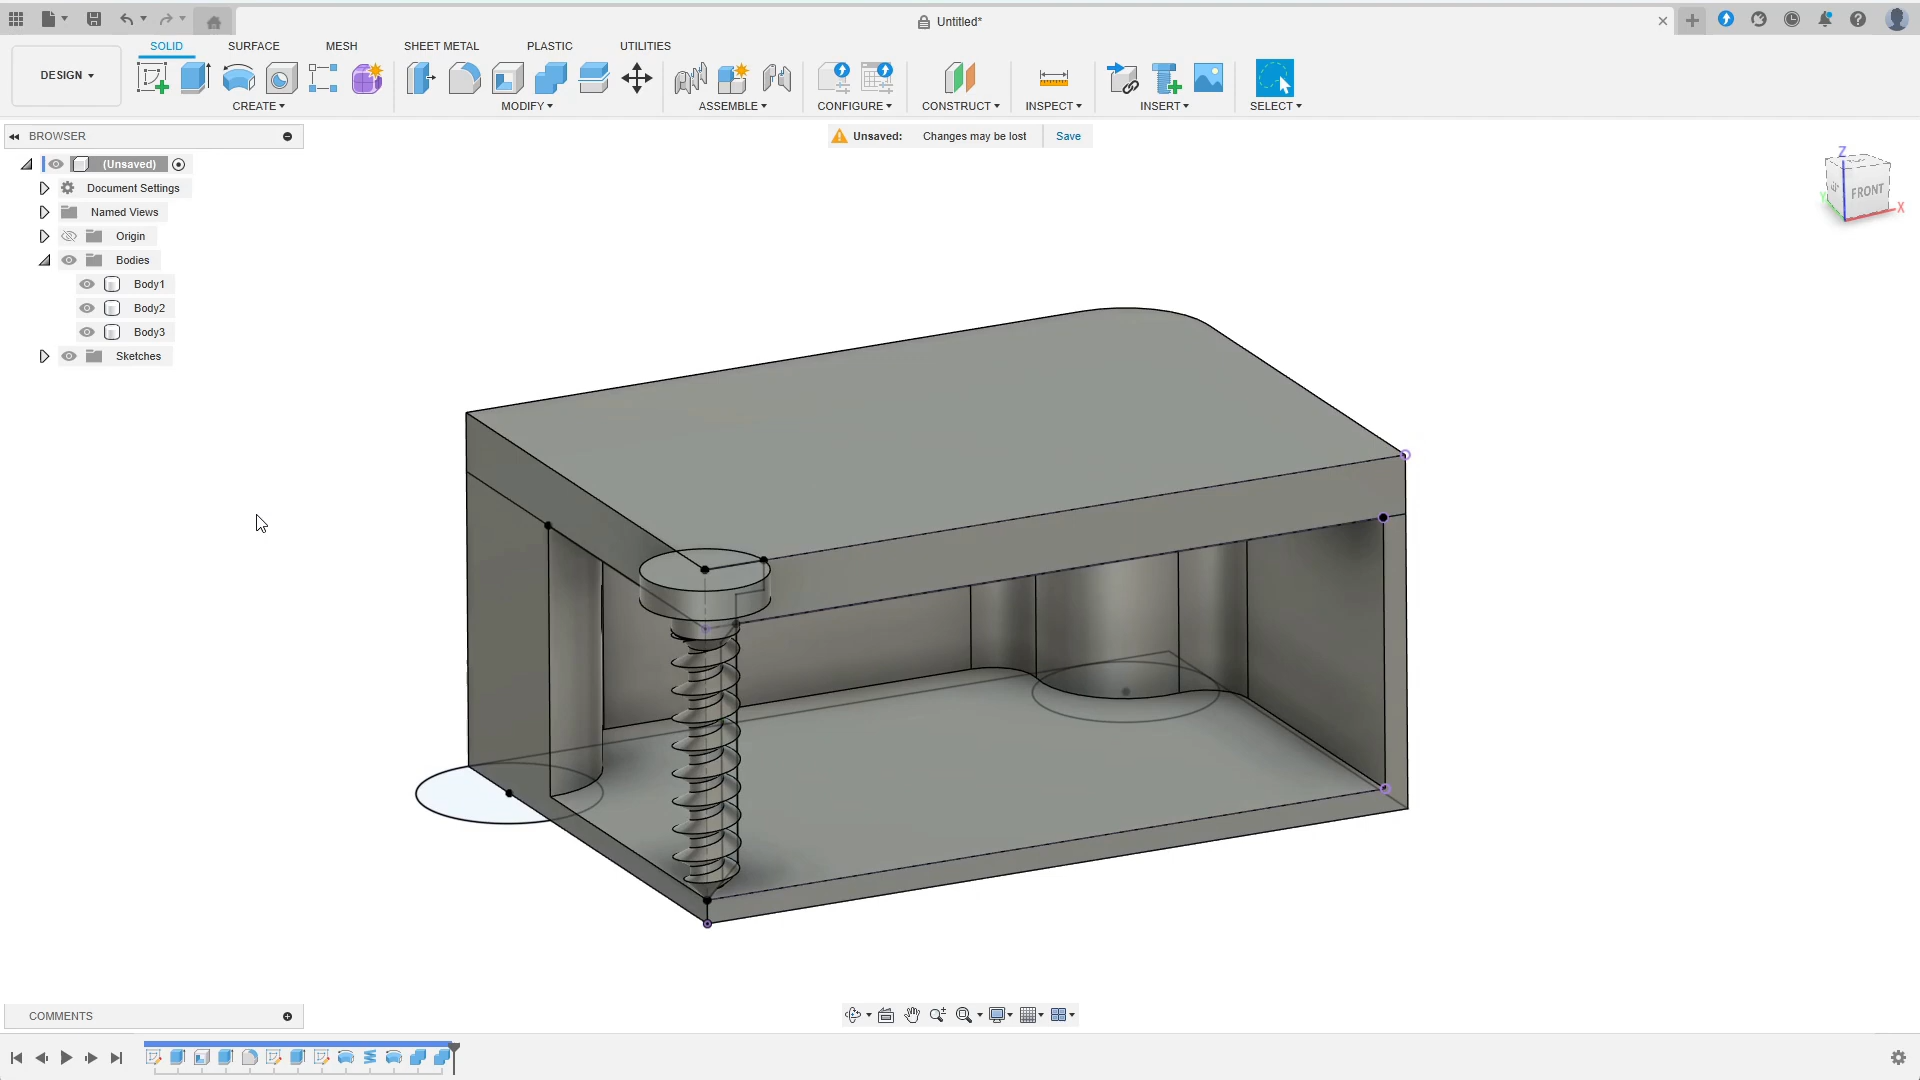 Untitled*
DESIGN
SOLID
SURFACE
MESH
SHEET METAL
PLASTIC
UTILITIES
CREATE
MODIFY
ASSEMBLE
CONFIGURE
CONSTRUCT
INSPECT
INSERT
SELECT
BROWSER
Unsaved: Changes may be lost Save
(Unsaved)
Document Settings
Named Views
Origin
Bodies
Body1
Body2
Body3
Sketches
Z
FRONT
X
Y
COMMENTS